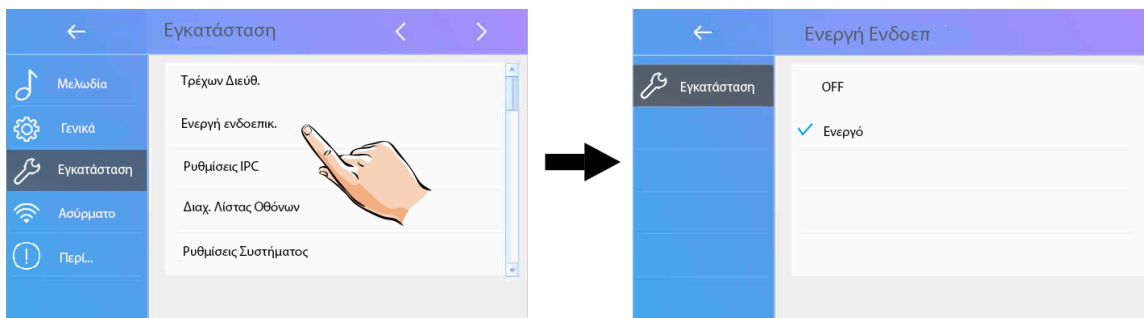 Εγκατάσταση
Μελωδία
Γενικά
Εγκατάσταση
Ασύρματο
Περί...
Τρέχων Διεύθ.
Ενεργή ενδοεπικ.
Ρυθμίσεις IPC
Διαχ. Λίστας Οθόνων
Ρυθμίσεις Συστήματος
Ενεργή Ενδοεπ
Εγκατάσταση
OFF
Ενεργό